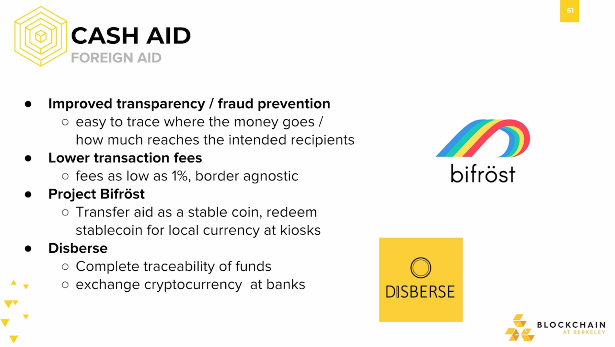 61
CASH AID
FOREIGN AID
● Improved transparency / fraud prevention
○ easy to trace where the money goes /
how much reaches the intended recipients
● Lower transaction fees
○ fees as low as 1%, border agnostic
● Project Bifröst
○ Transfer aid as a stable coin, redeem
stablecoin for local currency at kiosks
● Disberse
○ Complete traceability of funds
○ exchange cryptocurrency at banks
bifröst
DISBERSE
BLOCKCHAIN
AT BERKELEY